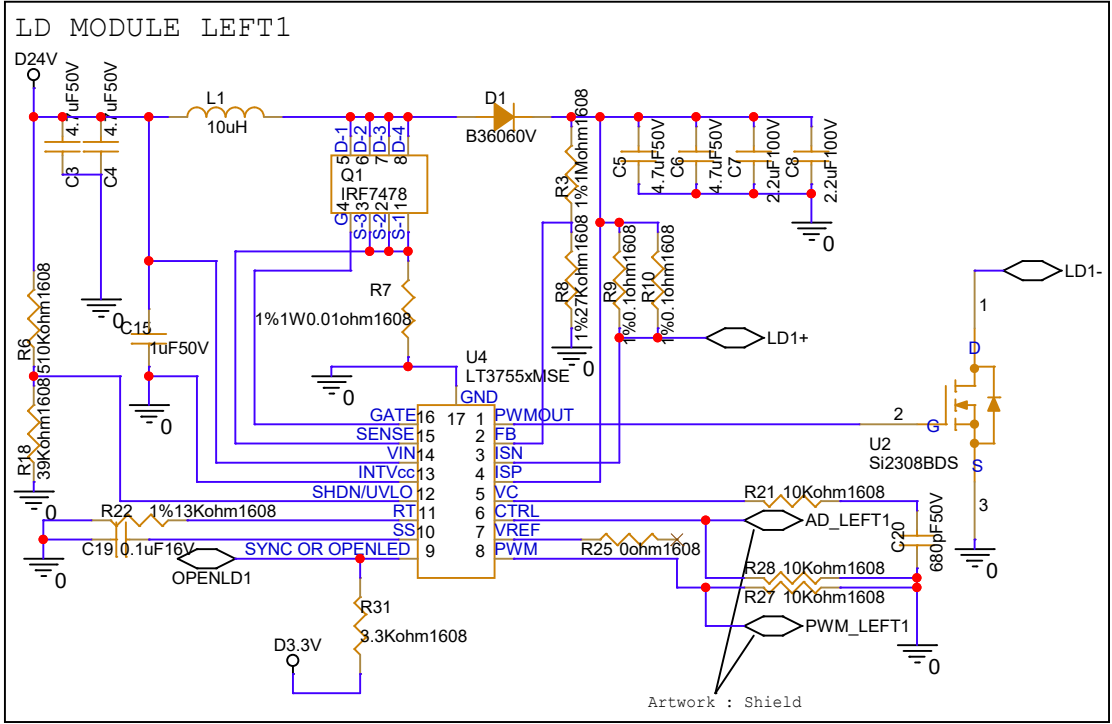 LD MODULE LEFT1
D24V
4.7uF50V
4.7uF50V
C3
C4
L1
10uH
D-1
D-2
D-3
D-4
5
6
7
8
Q1
IRF7478
4
3
2
1
G
S-3
S-2
S-1
D1
B36060V
R3
1%1Mohm1608
C5
4.7uF50V
C6
4.7uF50V
C7
2.2uF100V
C8
2.2uF100V
0
R8
1%27Kohm1608
R9
1%0.1ohm1608
R10
1%0.1ohm1608
0
LD1+
LD1-
1
D
2
G
U2
Si2308BDS
S
3
0
R7
1%1W0.01ohm1608
0
0
R6
510Kohm1608
C15
1uF50V
0
R18
39Kohm1608
0
U4
LT3755xMSE
GND
17
GATE 16
SENSE 15
VIN 14
INTVcc 13
SHDN/UVLO 12
RT 11
SS 10
SYNC OR OPENLED 9
1 PWMOUT
2 FB
3 ISN
4 ISP
5 VC
6 CTRL
7 VREF
8 PWM
R22 1%13Kohm1608
C19 0.1uF16V
0
OPENLD1
R31
3.3Kohm1608
D3.3V
R21 10Kohm1608
AD_LEFT1
C20
680pF50V
R25 0ohm1608
R28 10Kohm1608
R27 10Kohm1608
PWM_LEFT1
0
Artwork : Shield